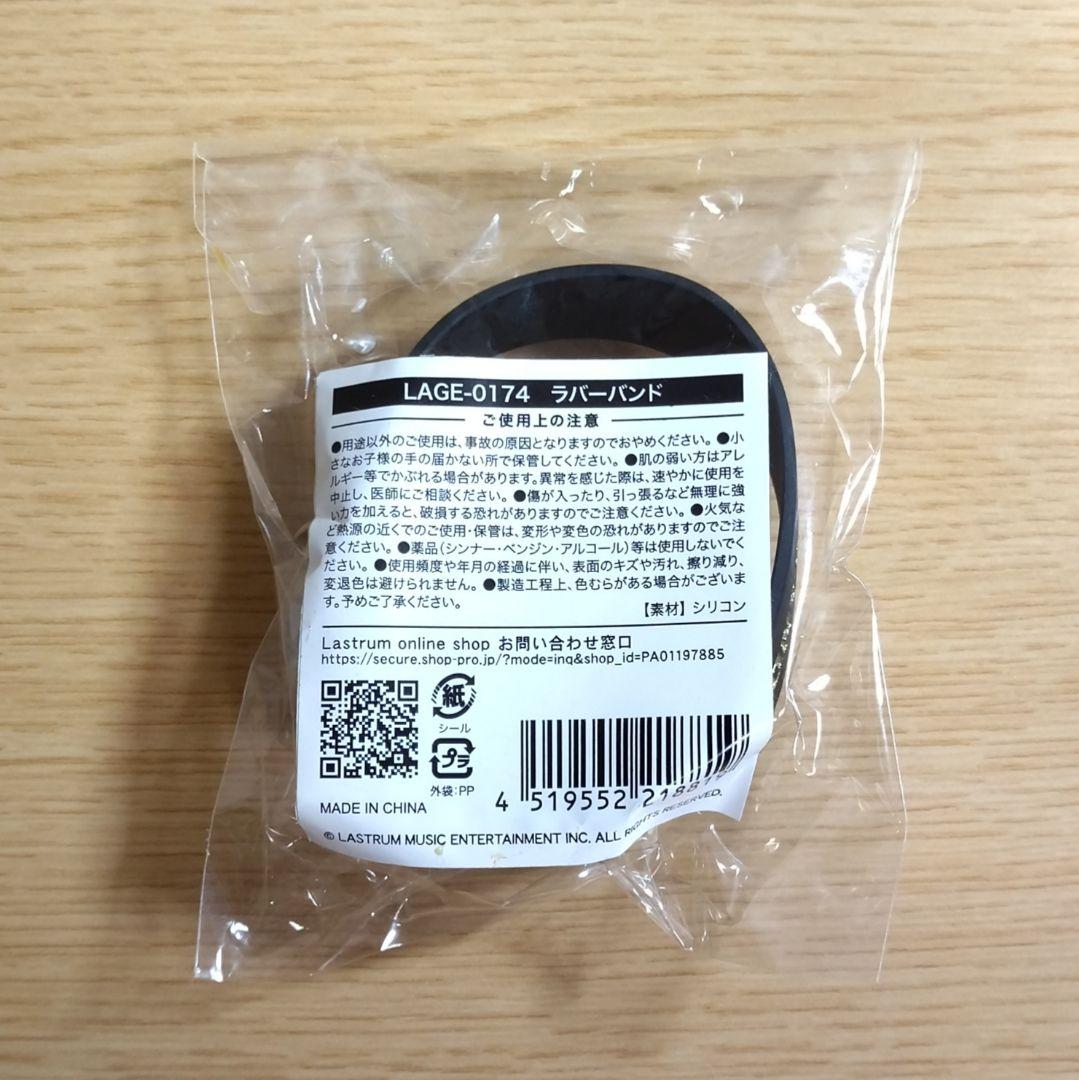 LAGE-0174 ラバーバンド
ご使用上の注意
●用途以外のご使用は、事故の原因となりますのでおやめください。●小
さなお子様の手の届かない所で保管してください。●肌の弱い方はアレ
ルギー等でかぶれる場合があります。異常を感じた際は、速やかに使用を
中止し、医師にご相談ください。●傷が入ったり、引っ張るなど無理に強
い力を加えると、破損する恐れがありますのでご注意ください。●火気な
ど熱源の近くでのご使用・保管は、変形や変色の恐れがありますのでご注
意ください。●薬品(シンナー・ベンジン・アルコール)等は使用しないでく
ださい。●使用頻度や年月の経過に伴い、表面のキズや汚れ、擦り減り、
変退色は避けられません。●製造工程上、色むらがある場合がございま
す。予めご了承ください。
【素材】シリコン
Lastrum online shop お問い合わせ窓口
https://secure.shop-pro.jp/?mode=inq&shop_id=PA01197885
紙
シール
プラ
外袋:PP
4 519552 21881
MADE IN CHINA
© LASTRUM MUSIC ENTERTAINMENT INC. ALL RIGHTS RESERVED.